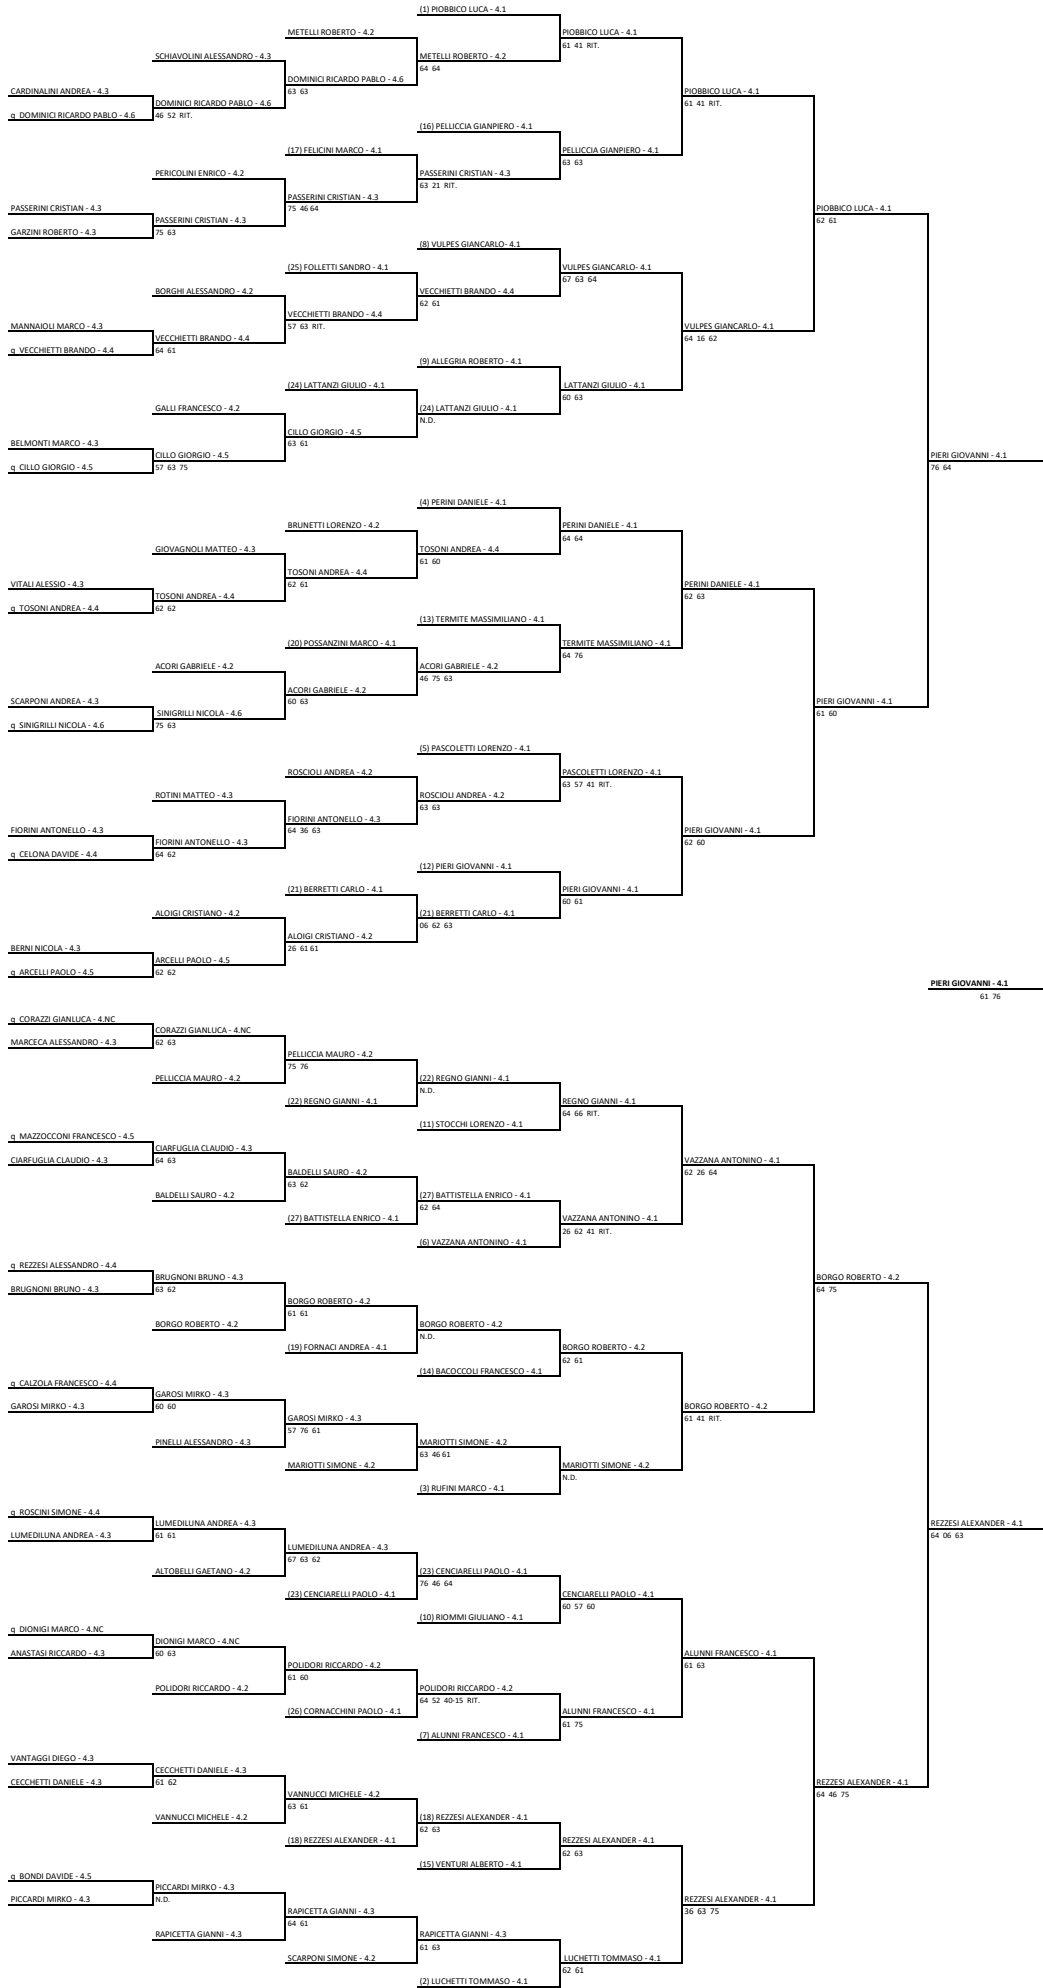 (1) PIOBBICO LUCA - 4.1
METELLI ROBERTO - 4.2
PIOBBICO LUCA - 4.1
61 41 RIT.
SCHIAVOLINI ALESSANDRO - 4.3
METELLI ROBERTO - 4.2
64 64
DOMINICI RICARDO PABLO - 4.6
63 63
CARDINALINI ANDREA - 4.3
PIOBBICO LUCA - 4.1
61 41 RIT.
DOMINICI RICARDO PABLO - 4.6
46 52 RIT.
q DOMINICI RICARDO PABLO - 4.6
(16) PELLICCIA GIANPIERO - 4.1
(17) FELICINI MARCO - 4.1
PELLICCIA GIANPIERO - 4.1
63 63
PERICOLINI ENRICO - 4.2
PASSERINI CRISTIAN - 4.3
63 21 RIT.
PASSERINI CRISTIAN - 4.3
75 46 64
PASSERINI CRISTIAN - 4.3
PIOBBICO LUCA - 4.1
62 61
PASSERINI CRISTIAN - 4.3
75 63
GARZINI ROBERTO - 4.3
(8) VULPES GIANCARLO- 4.1
(25) FOLLETTI SANDRO - 4.1
VULPES GIANCARLO- 4.1
67 63 64
BORGHI ALESSANDRO - 4.2
VECCHIETTI BRANDO - 4.4
62 61
VECCHIETTI BRANDO - 4.4
57 63 RIT.
MANNAIOLI MARCO - 4.3
VULPES GIANCARLO- 4.1
64 16 62
VECCHIETTI BRANDO - 4.4
64 61
q VECCHIETTI BRANDO - 4.4
(9) ALLEGRIA ROBERTO - 4.1
(24) LATTANZI GIULIO - 4.1
LATTANZI GIULIO - 4.1
60 63
GALLI FRANCESCO - 4.2
(24) LATTANZI GIULIO - 4.1
N.D.
CILLO GIORGIO - 4.5
63 61
BELMONTI MARCO - 4.3
CILLO GIORGIO - 4.5
57 63 75
PIERI GIOVANNI - 4.1
76 64
q CILLO GIORGIO - 4.5
(4) PERINI DANIELE - 4.1
BRUNETTI LORENZO - 4.2
PERINI DANIELE - 4.1
64 64
GIOVAGNOLI MATTEO - 4.3
TOSONI ANDREA - 4.4
61 60
TOSONI ANDREA - 4.4
62 61
VITALI ALESSIO - 4.3
PERINI DANIELE - 4.1
62 63
TOSONI ANDREA - 4.4
62 62
q TOSONI ANDREA - 4.4
(13) TERMITE MASSIMILIANO - 4.1
(20) POSSANZINI MARCO - 4.1
TERMITE MASSIMILIANO - 4.1
64 76
ACORI GABRIELE - 4.2
ACORI GABRIELE - 4.2
46 75 63
ACORI GABRIELE - 4.2
60 63
SCARPONI ANDREA - 4.3
PIERI GIOVANNI - 4.1
61 60
SINIGRILLI NICOLA - 4.6
75 63
q SINIGRILLI NICOLA - 4.6
(5) PASCOLETTI LORENZO - 4.1
ROSCIOLI ANDREA - 4.2
PASCOLETTI LORENZO - 4.1
63 57 41 RIT.
ROTINI MATTEO - 4.3
ROSCIOLI ANDREA - 4.2
63 63
FIORINI ANTONELLO - 4.3
64 36 63
FIORINI ANTONELLO - 4.3
PIERI GIOVANNI - 4.1
62 60
FIORINI ANTONELLO - 4.3
64 62
q CELONA DAVIDE - 4.4
(12) PIERI GIOVANNI - 4.1
(21) BERRETTI CARLO - 4.1
PIERI GIOVANNI - 4.1
60 61
ALOIGI CRISTIANO - 4.2
(21) BERRETTI CARLO - 4.1
06 62 63
ALOIGI CRISTIANO - 4.2
26 61 61
BERNI NICOLA - 4.3
ARCELLI PAOLO - 4.5
62 62
q ARCELLI PAOLO - 4.5
PIERI GIOVANNI - 4.1
61 76
q CORAZZI GIANLUCA - 4.NC
CORAZZI GIANLUCA - 4.NC
62 63
MARCECA ALESSANDRO - 4.3
PELLICCIA MAURO - 4.2
75 76
PELLICCIA MAURO - 4.2
(22) REGNO GIANNI - 4.1
N.D.
(22) REGNO GIANNI - 4.1
REGNO GIANNI - 4.1
64 66 RIT.
(11) STOCCHI LORENZO - 4.1
q MAZZOCCONI FRANCESCO - 4.5
CIARFUGLIA CLAUDIO - 4.3
64 63
CIARFUGLIA CLAUDIO - 4.3
VAZZANA ANTONINO - 4.1
62 26 64
BALDELLI SAURO - 4.2
63 62
BALDELLI SAURO - 4.2
(27) BATTISTELLA ENRICO - 4.1
62 64
(27) BATTISTELLA ENRICO - 4.1
VAZZANA ANTONINO - 4.1
26 62 41 RIT.
(6) VAZZANA ANTONINO - 4.1
q REZZESI ALESSANDRO - 4.4
BRUGNONI BRUNO - 4.3
63 62
BORGO ROBERTO - 4.2
64 75
BRUGNONI BRUNO - 4.3
BORGO ROBERTO - 4.2
61 61
BORGO ROBERTO - 4.2
BORGO ROBERTO - 4.2
N.D.
(19) FORNACI ANDREA - 4.1
BORGO ROBERTO - 4.2
62 61
(14) BACOCCOLI FRANCESCO - 4.1
q CALZOLA FRANCESCO - 4.4
GAROSI MIRKO - 4.3
60 60
GAROSI MIRKO - 4.3
BORGO ROBERTO - 4.2
61 41 RIT.
GAROSI MIRKO - 4.3
57 76 61
PINELLI ALESSANDRO - 4.3
MARIOTTI SIMONE - 4.2
63 46 61
MARIOTTI SIMONE - 4.2
MARIOTTI SIMONE - 4.2
N.D.
(3) RUFINI MARCO - 4.1
q ROSCINI SIMONE - 4.4
LUMEDILUNA ANDREA - 4.3
61 61
REZZESI ALEXANDER - 4.1
64 06 63
LUMEDILUNA ANDREA - 4.3
LUMEDILUNA ANDREA - 4.3
67 63 62
ALTOBELLI GAETANO - 4.2
(23) CENCIARELLI PAOLO - 4.1
76 46 64
(23) CENCIARELLI PAOLO - 4.1
CENCIARELLI PAOLO - 4.1
60 57 60
(10) RIOMMI GIULIANO - 4.1
q DIONIGI MARCO - 4.NC
DIONIGI MARCO - 4.NC
60 63
ANASTASI RICCARDO - 4.3
ALUNNI FRANCESCO - 4.1
61 63
POLIDORI RICCARDO - 4.2
61 60
POLIDORI RICCARDO - 4.2
POLIDORI RICCARDO - 4.2
64 52 40-15 RIT.
(26) CORNACCHINI PAOLO - 4.1
ALUNNI FRANCESCO - 4.1
61 75
(7) ALUNNI FRANCESCO - 4.1
VANTAGGI DIEGO - 4.3
CECCHETTI DANIELE - 4.3
61 62
CECCHETTI DANIELE - 4.3
REZZESI ALEXANDER - 4.1
64 46 75
VANNUCCI MICHELE - 4.2
63 61
VANNUCCI MICHELE - 4.2
(18) REZZESI ALEXANDER - 4.1
62 63
(18) REZZESI ALEXANDER - 4.1
REZZESI ALEXANDER - 4.1
62 63
(15) VENTURI ALBERTO - 4.1
q BONDI DAVIDE - 4.5
PICCARDI MIRKO - 4.3
N.D.
PICCARDI MIRKO - 4.3
REZZESI ALEXANDER - 4.1
36 63 75
RAPICETTA GIANNI - 4.3
64 61
RAPICETTA GIANNI - 4.3
RAPICETTA GIANNI - 4.3
61 63
SCARPONI SIMONE - 4.2
LUCHETTI TOMMASO - 4.1
62 61
(2) LUCHETTI TOMMASO - 4.1